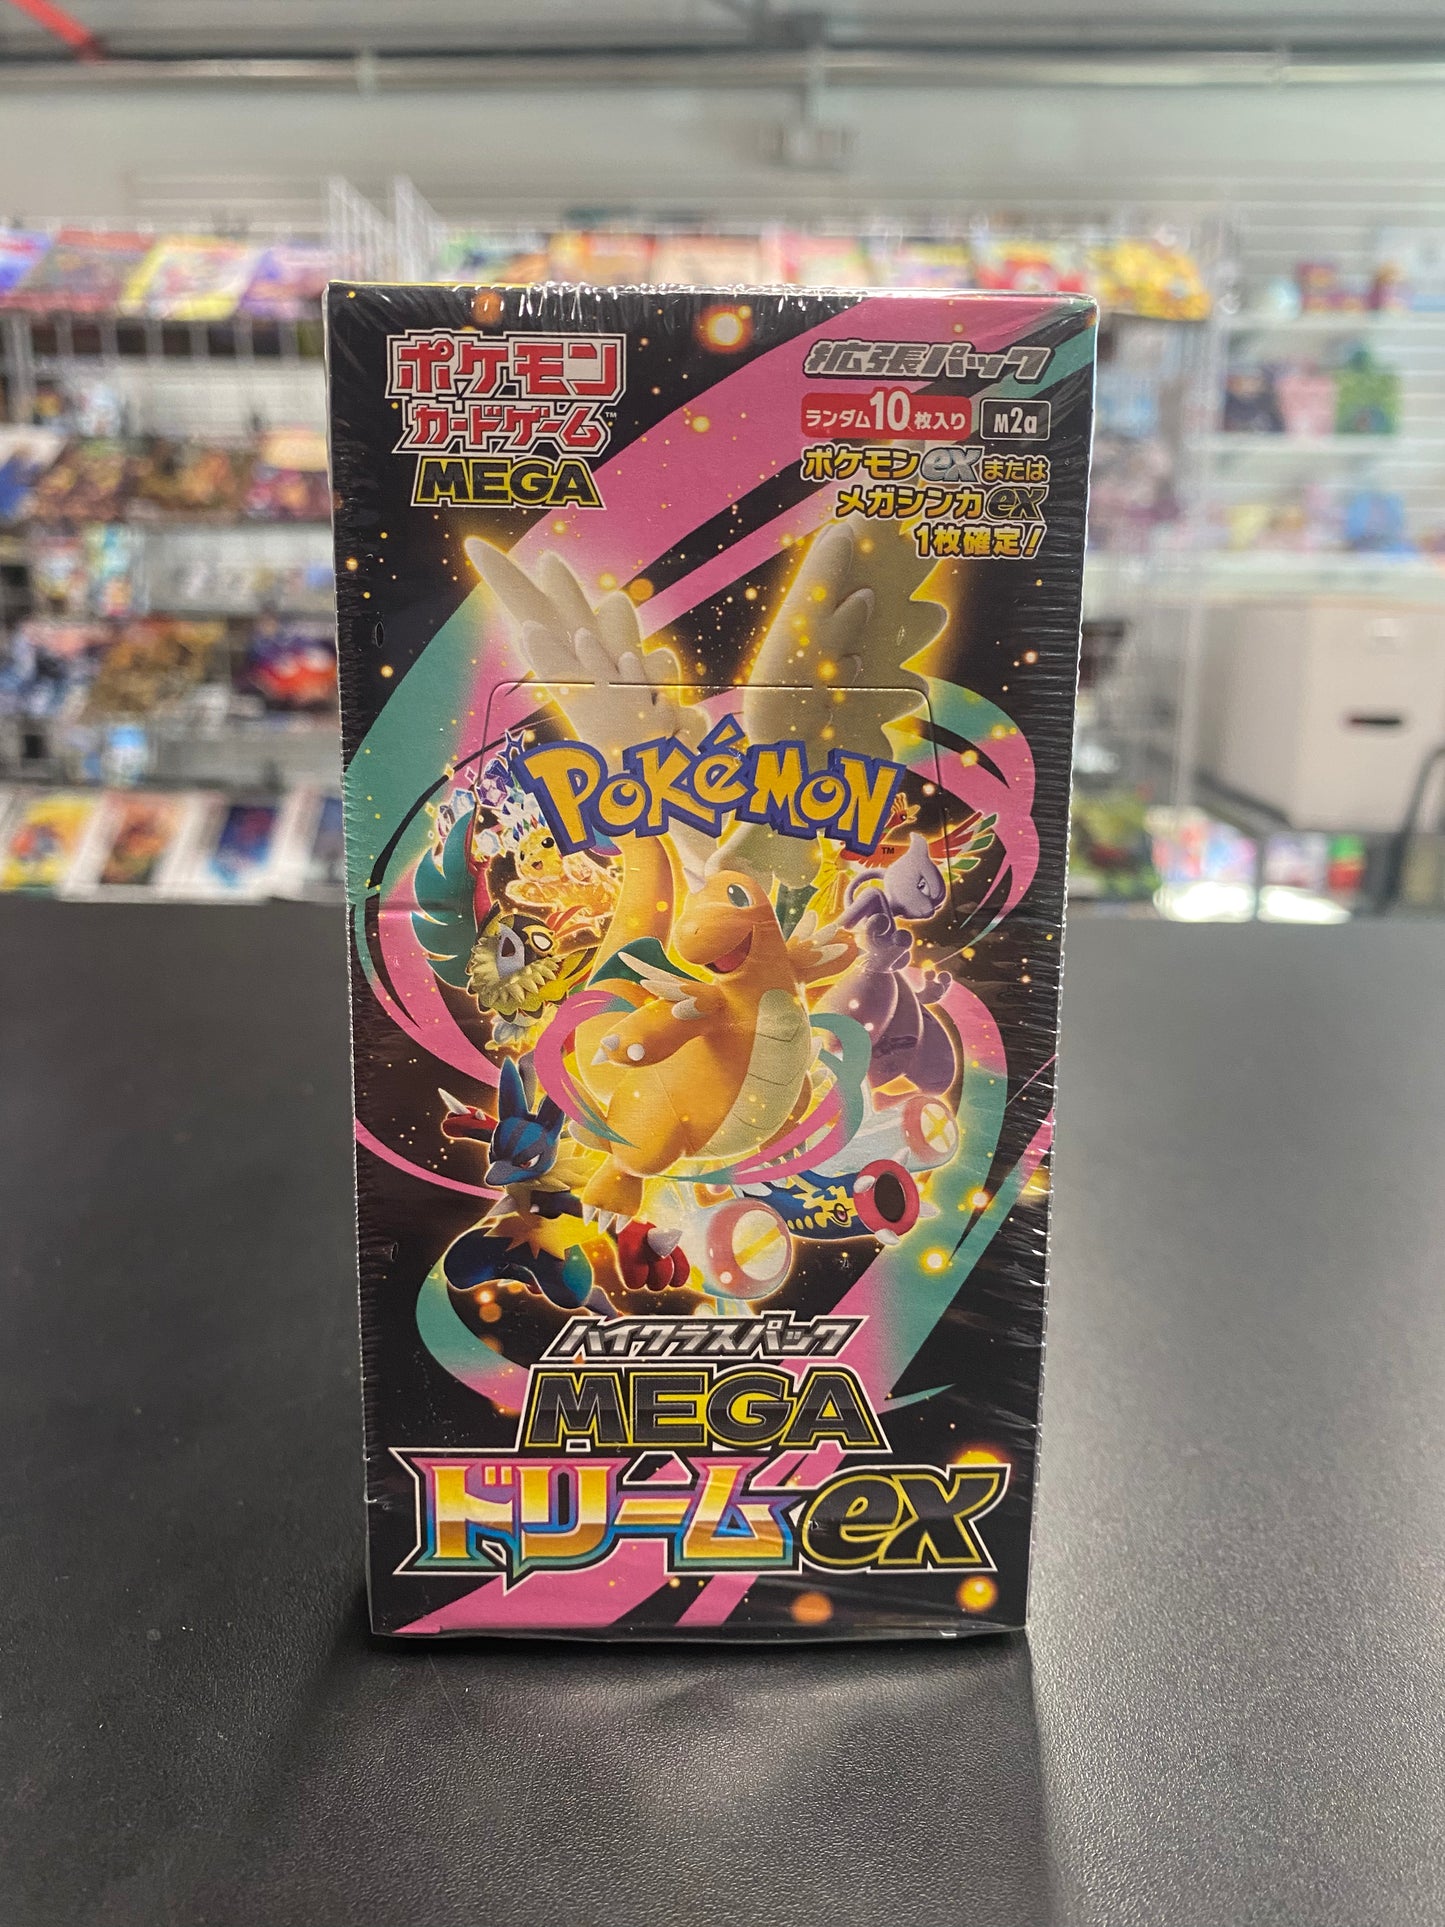 ポケモン
カードゲーム™
MEGA
拡張パック
ランダム10枚入り M2a
ポケモンexまたは
メガシンカex
1枚確定!
POKéMON™
ハイクラスパック
MEGA
ドリームex